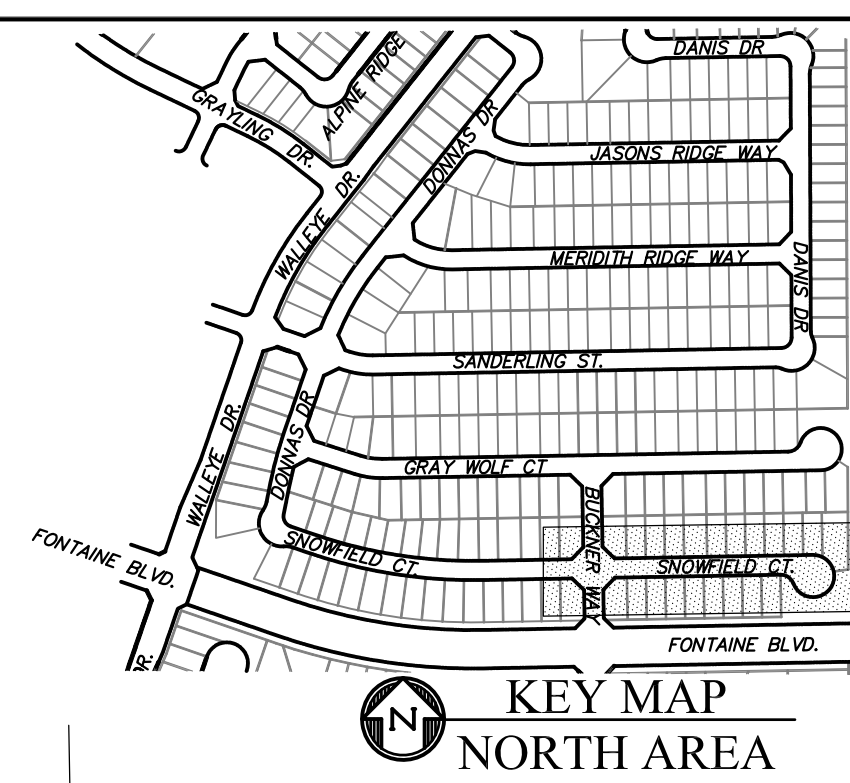 DANIS DR
ALPINE RIDGE
GRAYLING DR.
DONNAS DR
JASONS RIDGE WAY
WALLEYE DR.
MERIDITH RIDGE WAY
DANIS DR
SANDERLING ST.
WALLEYE DR.
DONNAS DR
GRAY WOLF CT
BUCKNER WAY
FONTAINE BLVD.
SNOWFIELD CT.
SNOWFIELD CT.
FONTAINE BLVD.
DR.
N
KEY MAP
NORTH AREA